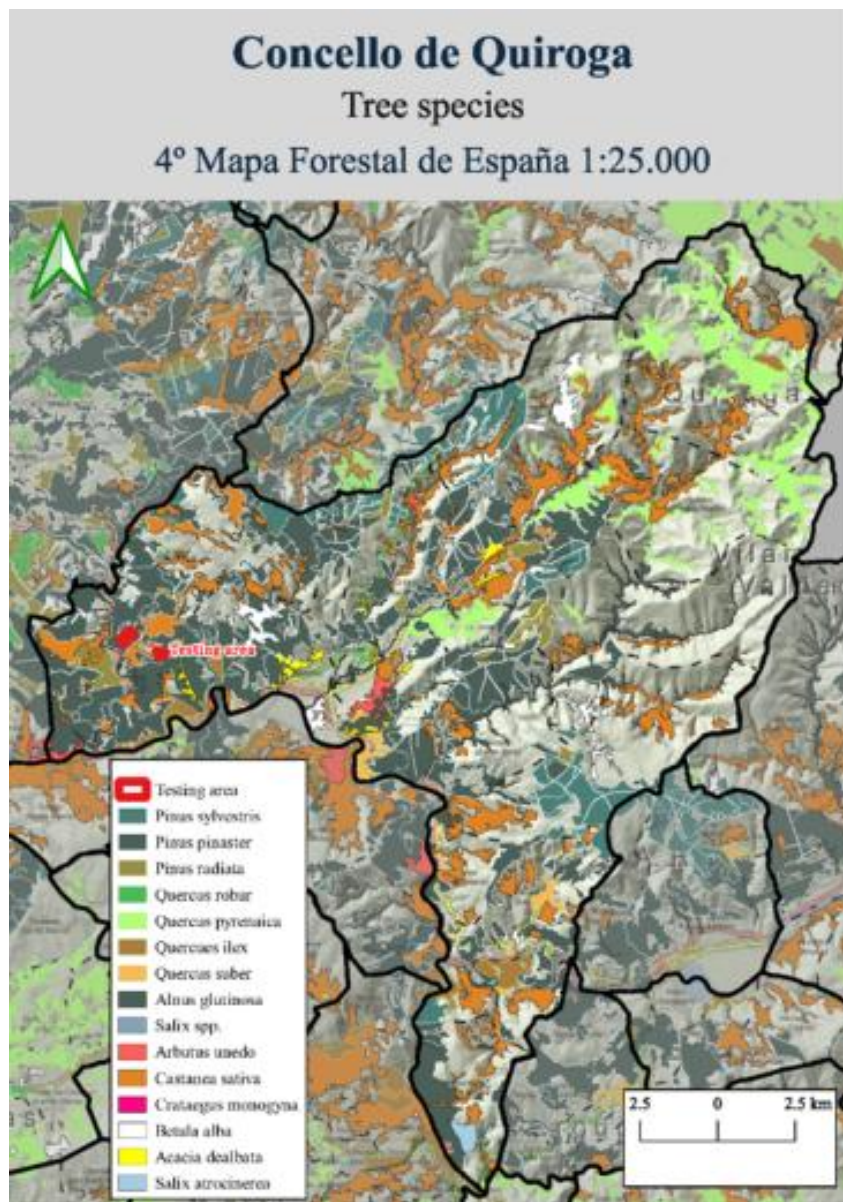 Concello de Quiroga
Tree species
4º Mapa Forestal de España 1:25.000
Quiroga
Testing area
Testing area
Pinus sylvestris
Pinus pinaster
Pinus radiata
Quercus robur
Quercus pyrenaica
Quercues ilex
Quercus suber
Alnus glutinosa
Salix spp.
Arbutus unedo
Castanea sativa
Crataegus monogyna
Betula alba
Acacia dealbata
Salix atrocinerea
2.5 0 2.5 km